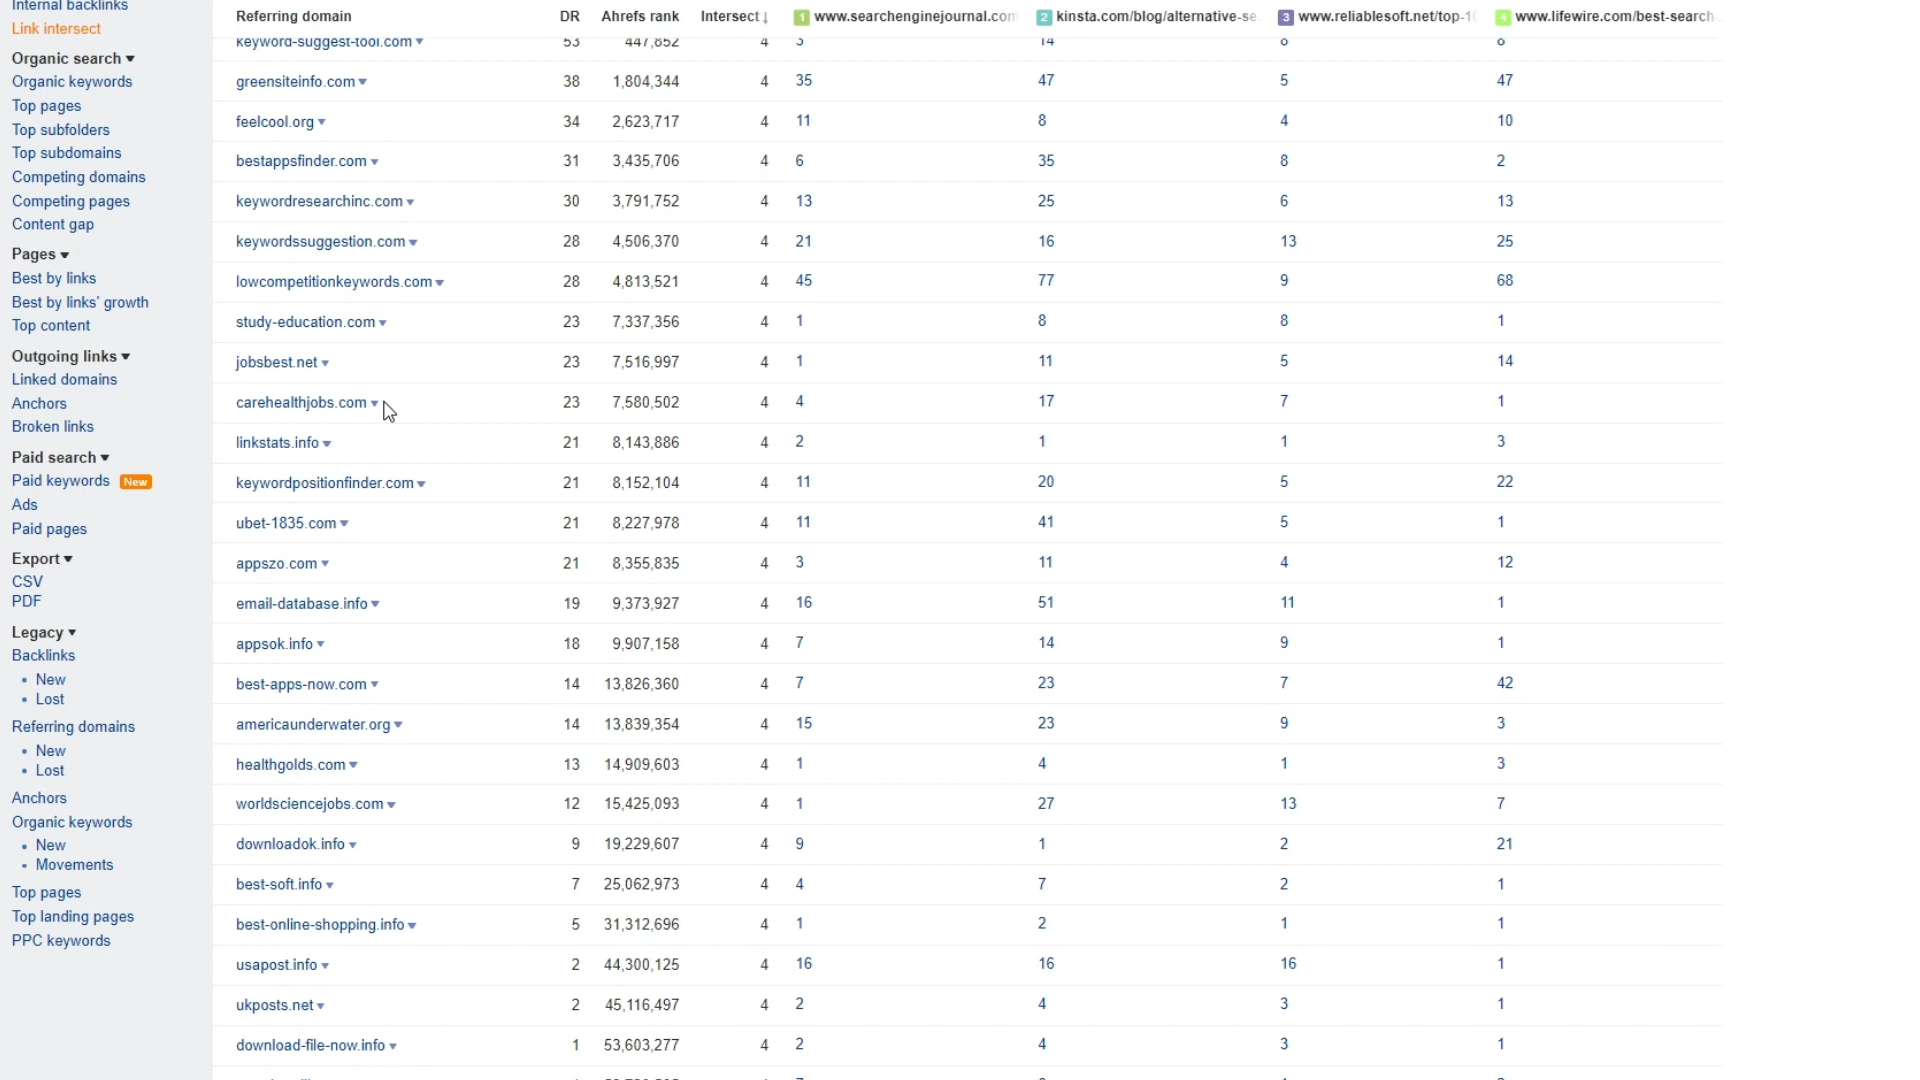 Internal backlinks
Link intersect
Organic search
Organic keywords
Top pages
Top subfolders
Top subdomains
Competing domains
Competing pages
Content gap
Pages
Best by links
Best by links' growth
Top content
Outgoing links
Linked domains
Anchors
Broken links
Paid search
Paid keywords New
Ads
Paid pages
Export
CSV
PDF
Legacy
Backlinks
New
Lost
Referring domains
New
Lost
Anchors
Organic keywords
New
Movements
Top pages
Top landing pages
PPC keywords
Referring domain DR Ahrefs rank Intersect↓ 1 www.searchenginejournal.com 2 kinsta.com/blog/alternative-se 3 www.reliablesoft.net/top-10 4 www.lifewire.com/best-search-
keyword-suggest-tool.com 53 447,852 4 3 14 8 8
greensiteinfo.com 38 1,804,344 4 35 47 5 47
feelcool.org 34 2,623,717 4 11 8 4 10
bestappsfinder.com 31 3,435,706 4 6 35 8 2
keywordresearchinc.com 30 3,791,752 4 13 25 6 13
keywordssuggestion.com 28 4,506,370 4 21 16 13 25
lowcompetitionkeywords.com 28 4,813,521 4 45 77 9 68
study-education.com 23 7,337,356 4 1 8 8 1
jobsbest.net 23 7,516,997 4 1 11 5 14
carehealthjobs.com 23 7,580,502 4 4 17 7 1
linkstats.info 21 8,143,886 4 2 1 1 3
keywordpositionfinder.com 21 8,152,104 4 11 20 5 22
ubet-1835.com 21 8,227,978 4 11 41 5 1
appszo.com 21 8,355,835 4 3 11 4 12
email-database.info 19 9,373,927 4 16 51 11 1
appsok.info 18 9,907,158 4 7 14 9 1
best-apps-now.com 14 13,826,360 4 7 23 7 42
americaunderwater.org 14 13,839,354 4 15 23 9 3
healthgolds.com 13 14,909,603 4 1 4 1 3
worldsciencejobs.com 12 15,425,093 4 1 27 13 7
downloadok.info 9 19,229,607 4 9 1 2 21
best-soft.info 7 25,062,973 4 4 7 2 1
best-online-shopping.info 5 31,312,696 4 1 2 1 1
usapost.info 2 44,300,125 4 16 16 16 1
ukposts.net 2 45,116,497 4 2 4 3 1
download-file-now.info 1 53,603,277 4 2 4 3 1